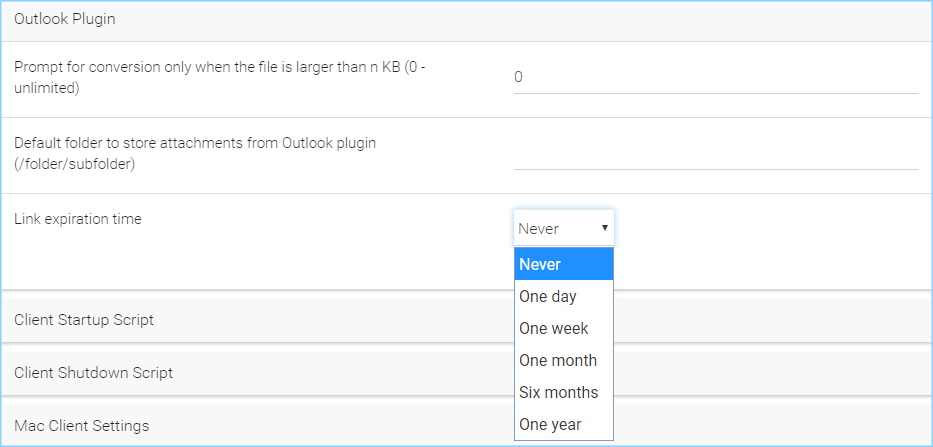 Outlook Plugin
Prompt for conversion only when the file is larger than n KB (0 -
unlimited)
0
Default folder to store attachments from Outlook plugin
(/folder/subfolder)
Link expiration time
Never
Never
One day
One week
One month
Six months
One year
Client Startup Script
Client Shutdown Script
Mac Client Settings